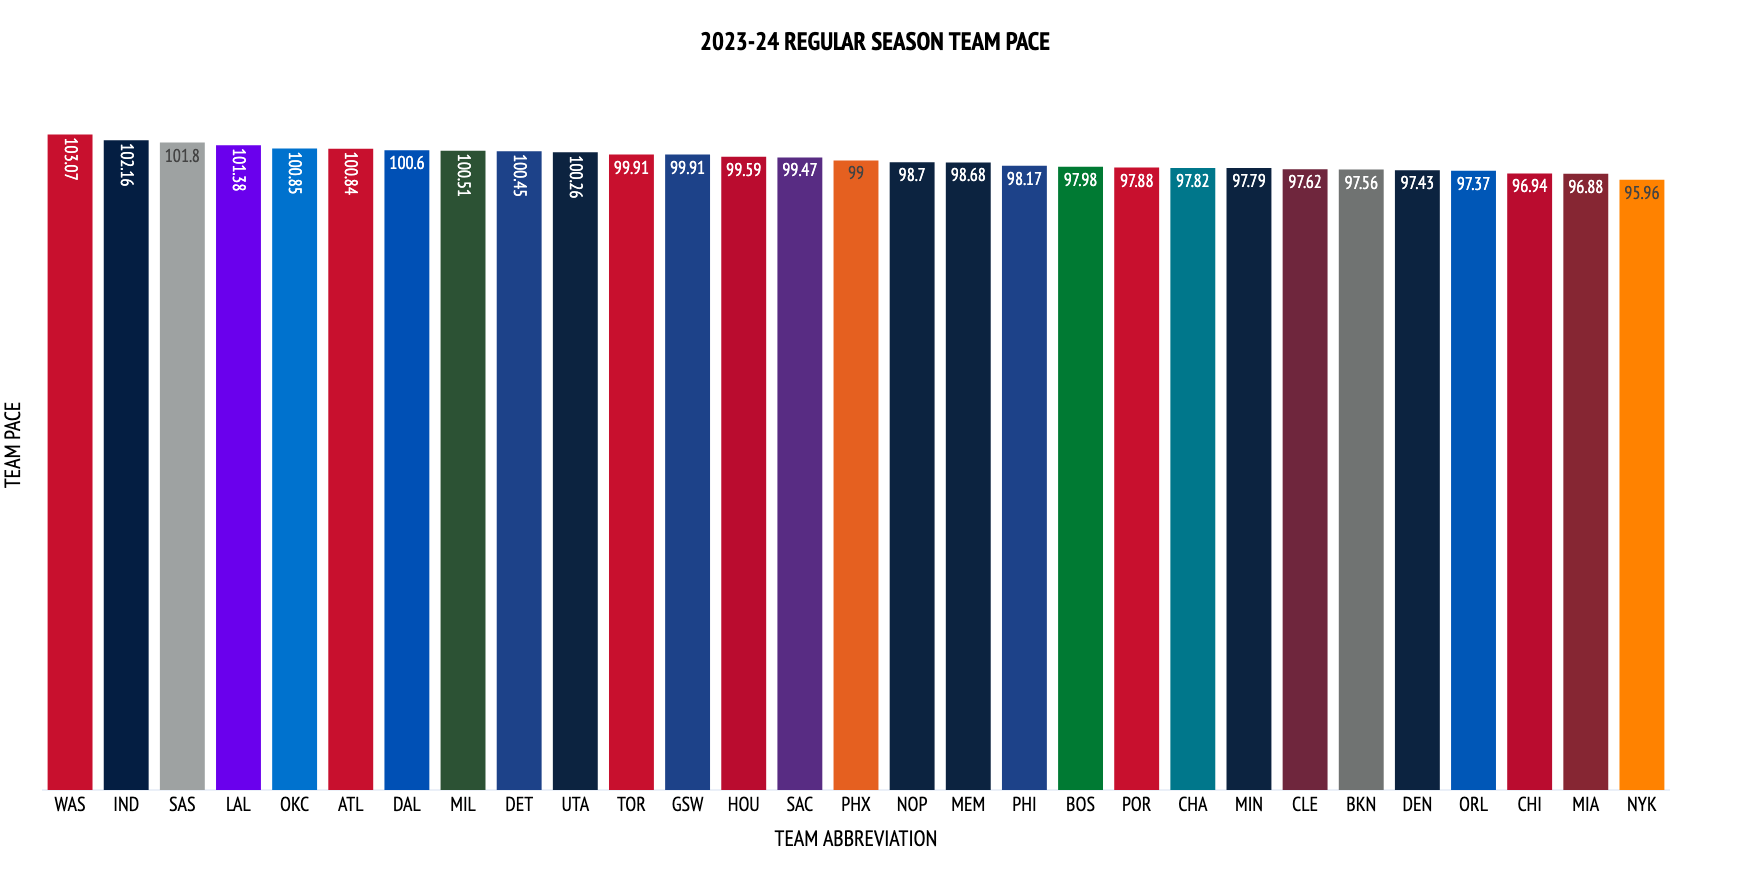 2023-24 REGULAR SEASON TEAM PACE
103.07 102.16 101.8 101.38 100.85 100.84 100.6 100.51 100.45 100.26 99.91 99.91 99.59 99.47 99 98.7 98.68 98.17 97.98 97.88 97.82 97.79 97.62 97.56 97.43 97.37 96.94 96.88 95.96
TEAM PACE
WAS IND SAS LAL OKC ATL DAL MIL DET UTA TOR GSW HOU SAC PHX NOP MEM PHI BOS POR CHA MIN CLE BKN DEN ORL CHI MIA NYK
TEAM ABBREVIATION